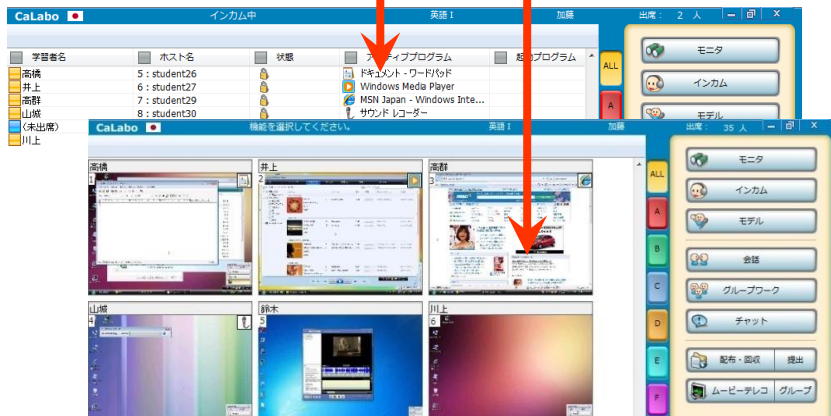 CaLabo インカム中 英語 I 加藤 出席： 2 人
学習者名 ホスト名 状態 アクティブプログラム 起動プログラム
高橋 5 : student26 ドキュメント - ワードパッド
井上 6 : student27 Windows Media Player
高群 7 : student29 MSN Japan - Windows Inte...
山城 8 : student30 サウンド レコーダー
(未出席)
川上
ALL
A
モニタ
インカム
モデル
CaLabo 機能を選択してください。 英語 I 加藤 出席： 35 人
高橋 井上 高群
1 2 3
山城 鈴木 川上
4 5 6
ALL
A
B
C
D
E
F
モニタ
インカム
モデル
会話
グループワーク
チャット
配布・回収 提出
ムービーテレコ グループ